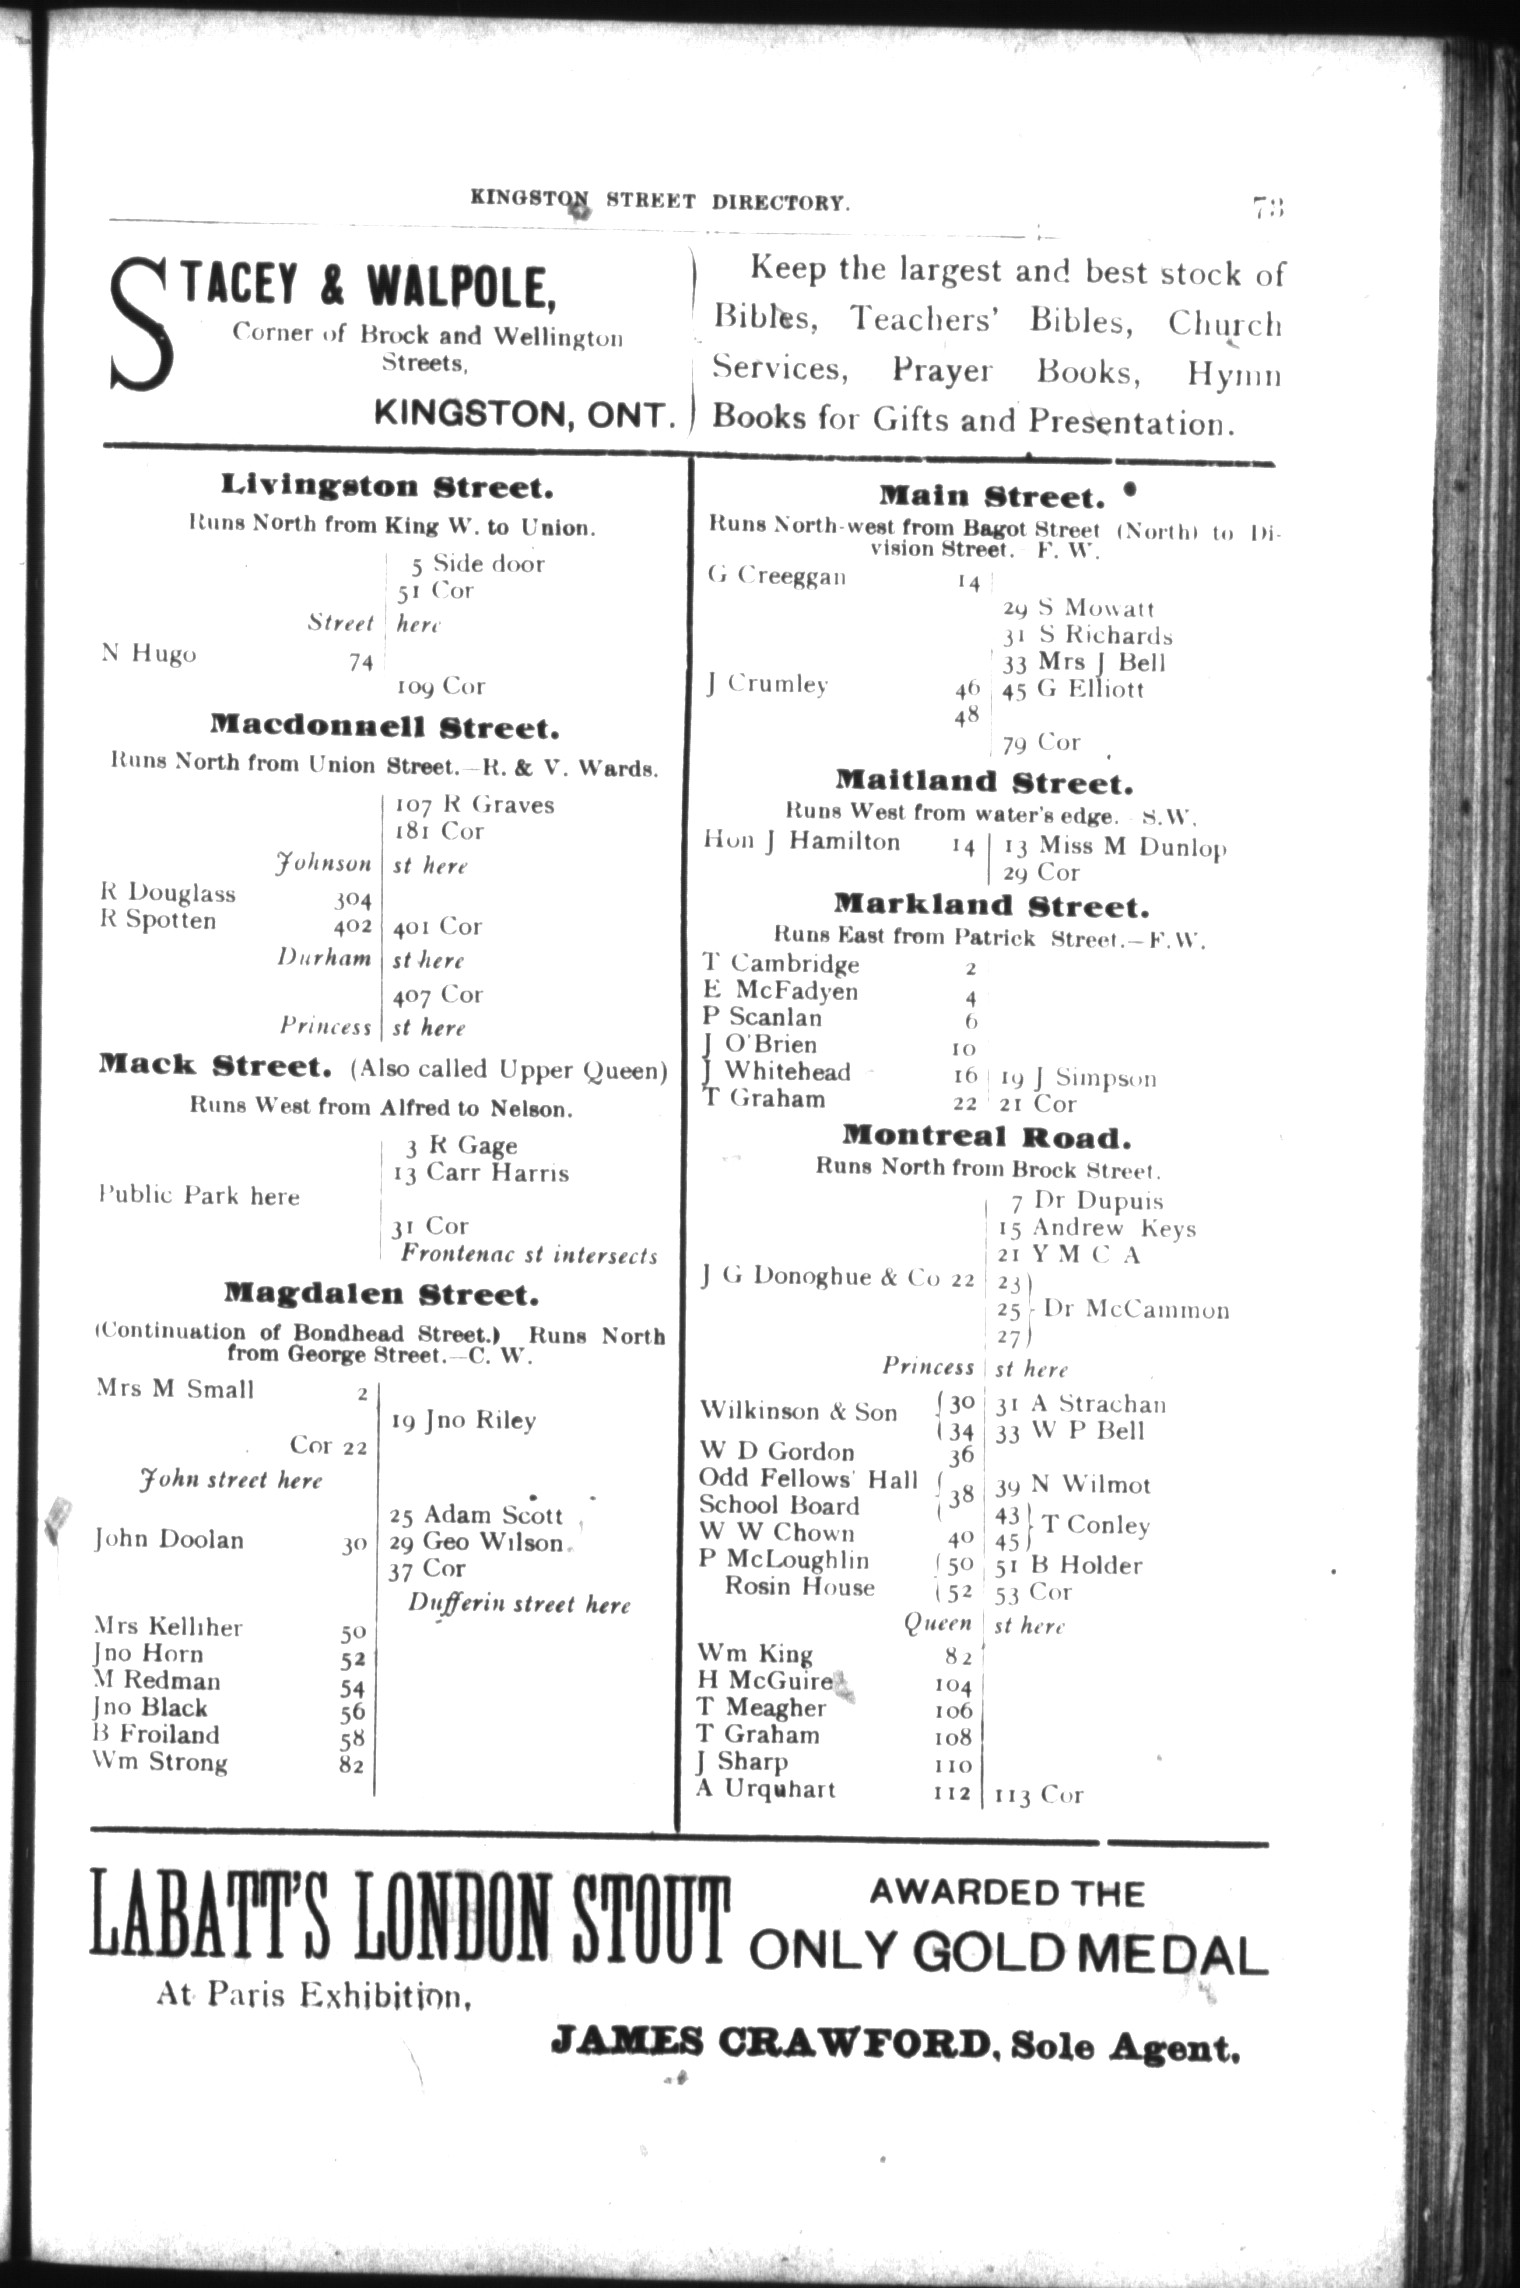 KINGSTON STREET DIRECTORY. 73
STACEY & WALPOLE,
Corner of Brock and Wellington
Streets,
KINGSTON, ONT.
Keep the largest and best stock of
Bibles, Teachers' Bibles, Church
Services, Prayer Books, Hymn
Books for Gifts and Presentation.
Livingston Street.
Runs North from King W. to Union.
5 Side door
51 Cor
Street here
N Hugo 74
109 Cor
Macdonnell Street.
Runs North from Union Street.—R. & V. Wards.
107 R Graves
181 Cor
Johnson st here
R Douglass 304
R Spotten 402 401 Cor
Durham st here
407 Cor
Princess st here
Mack Street. (Also called Upper Queen)
Runs West from Alfred to Nelson.
3 R Gage
13 Carr Harris
Public Park here
31 Cor
Frontenac st intersects
Magdalen Street.
(Continuation of Bondhead Street.) Runs North
from George Street.—C. W.
Mrs M Small 2
19 Jno Riley
Cor 22
John street here
25 Adam Scott
John Doolan 30 29 Geo Wilson
37 Cor
Dufferin street here
Mrs Kelliher 50
Jno Horn 52
M Redman 54
Jno Black 56
B Froiland 58
Wm Strong 82
Main Street.
Runs North-west from Bagot Street (North) to Di-
vision Street. F. W.
G Creeggan 14
29 S Mowatt
31 S Richards
33 Mrs J Bell
J Crumley 46 45 G Elliott
48
79 Cor
Maitland Street.
Runs West from water's edge. S.W.
Hon J Hamilton 14 13 Miss M Dunlop
29 Cor
Markland Street.
Runs East from Patrick Street.—F.W.
T Cambridge 2
E McFadyen 4
P Scanlan 6
J O'Brien 10
J Whitehead 16 19 J Simpson
T Graham 22 21 Cor
Montreal Road.
Runs North from Brock Street.
7 Dr Dupuis
15 Andrew Keys
21 Y M C A
J G Donoghue & Co 22 23
25 Dr McCammon
27
Princess st here
Wilkinson & Son 30 31 A Strachan
34 33 W P Bell
W D Gordon 36
Odd Fellows' Hall 38 39 N Wilmot
School Board 43 T Conley
W W Chown 40 45
P McLoughlin 50 51 B Holder
Rosin House 52 53 Cor
Queen st here
Wm King 82
H McGuire 104
T Meagher 106
T Graham 108
J Sharp 110
A Urquhart 112 113 Cor
LABATT'S LONDON STOUT AWARDED THE
ONLY GOLD MEDAL
At Paris Exhibition,
JAMES CRAWFORD, Sole Agent.